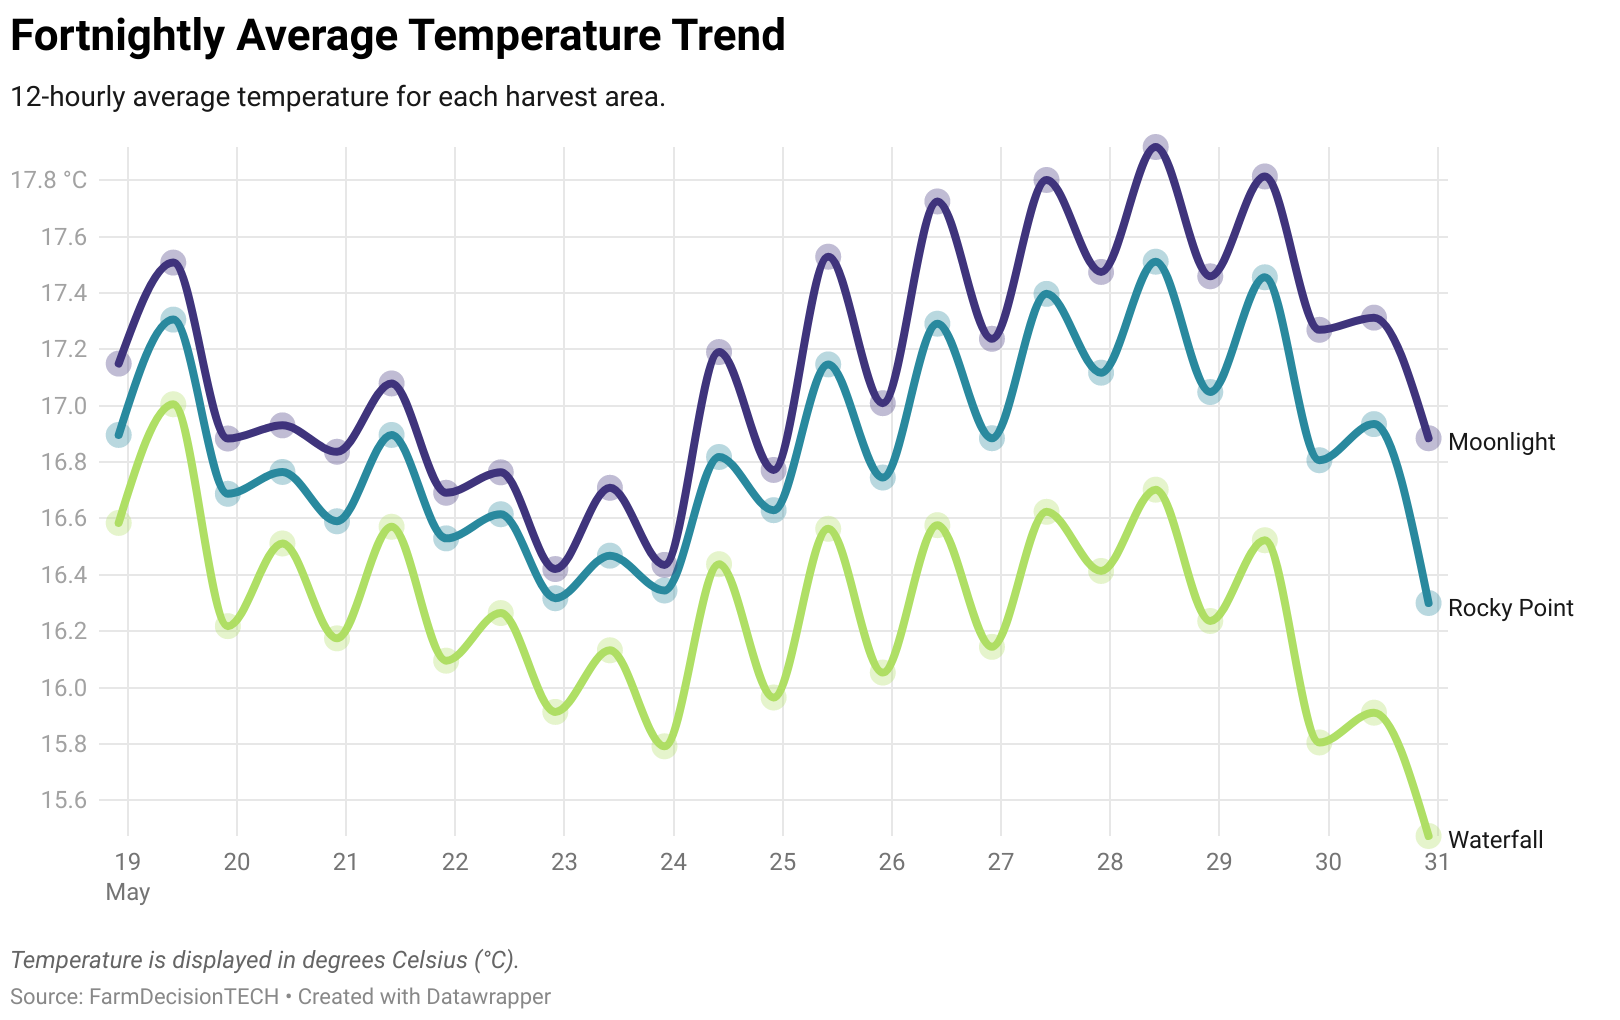 Fortnightly Average Temperature Trend
12-hourly average temperature for each harvest area.
17.8 °C
17.6
17.4
17.2
17.0
16.8
16.6
16.4
16.2
16.0
15.8
15.6
Moonlight
Rocky Point
Waterfall
19 20 21 22 23 24 25 26 27 28 29 30 31
May
Temperature is displayed in degrees Celsius (°C).
Source: FarmDecisionTECH • Created with Datawrapper